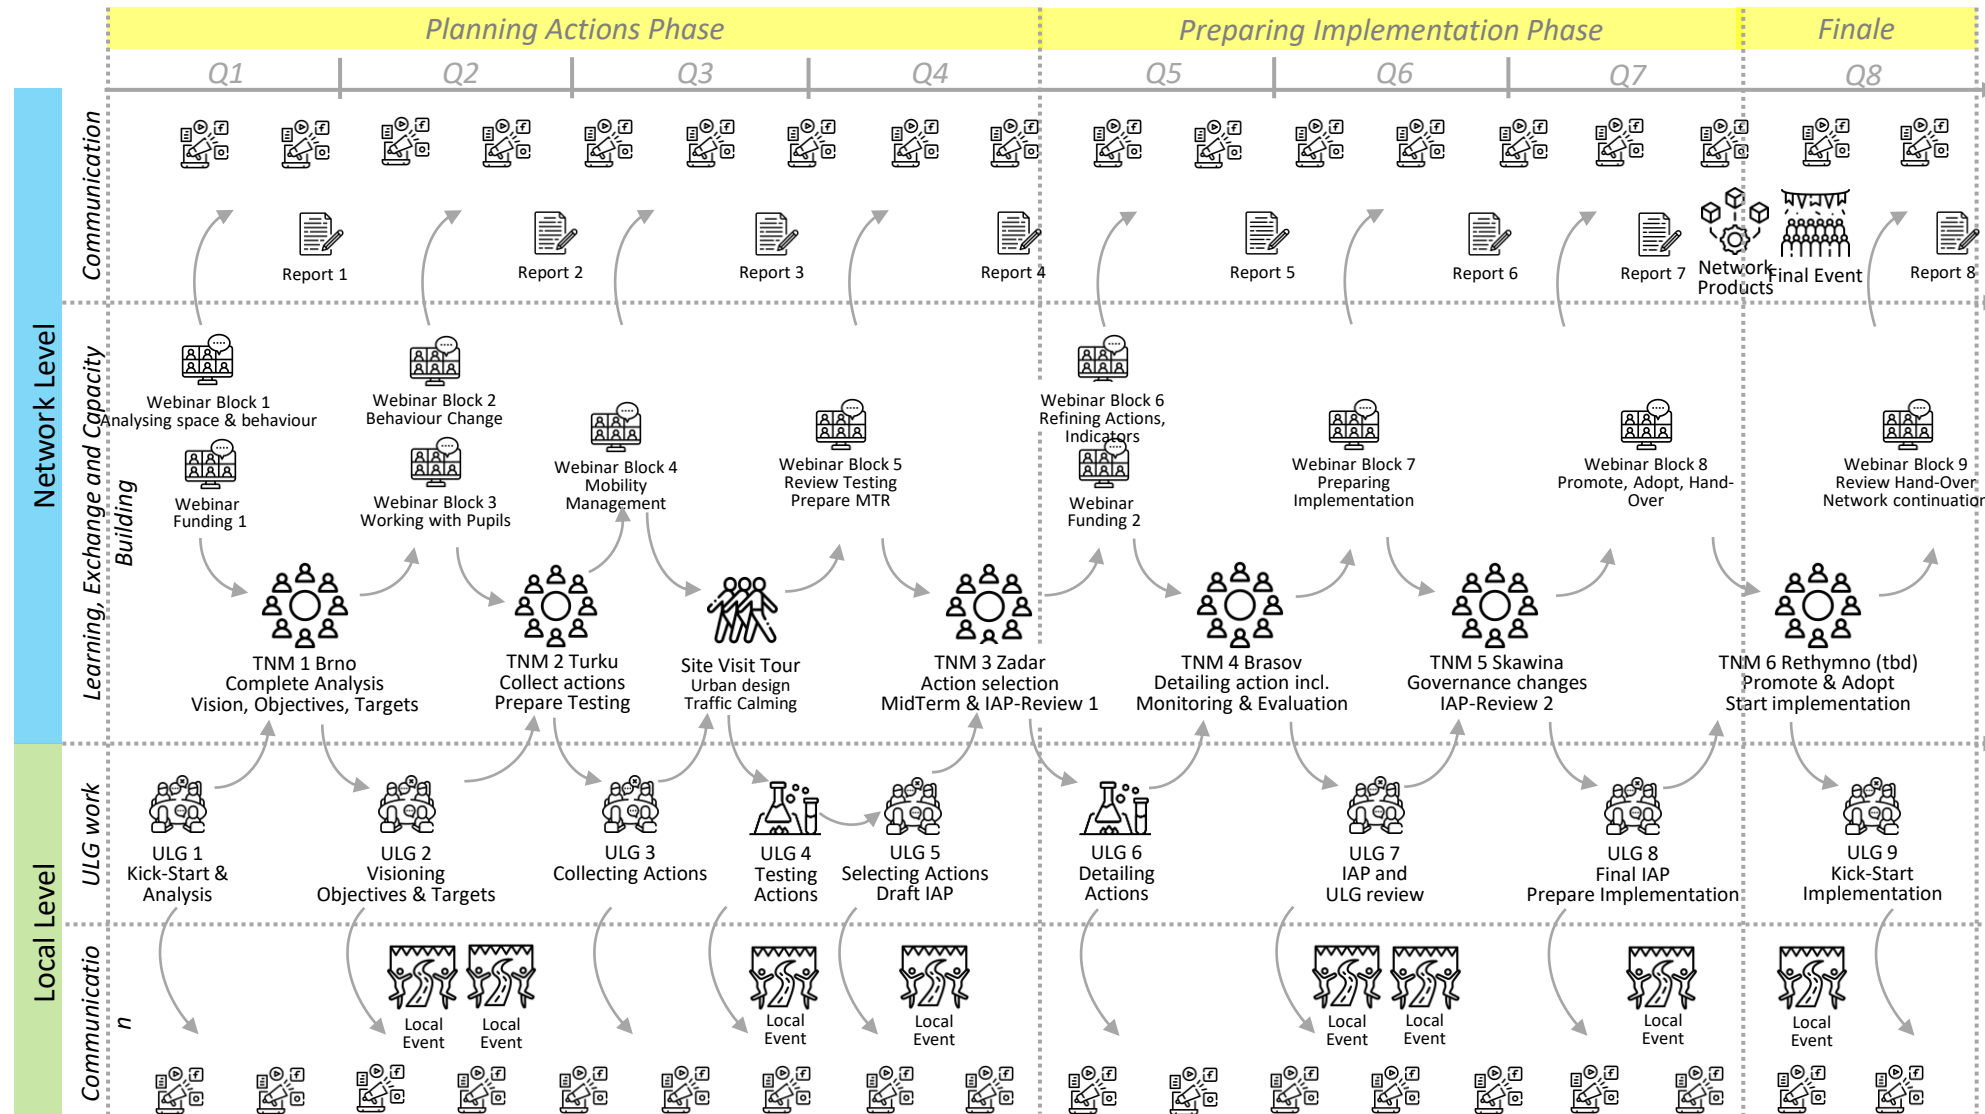 Planning Actions Phase
Preparing Implementation Phase
Finale
Q1
Q2
Q3
Q4
Q5
Q6
Q7
Q8
Network Level
Communication
Report 1
Report 2
Report 3
Report 4
Report 5
Report 6
Report 7
Network
Products
Final Event
Report 8
Learning, Exchange and Capacity
Building
Webinar Block 1
Analysing space & behaviour
Webinar
Funding 1
Webinar Block 2
Behaviour Change
Webinar Block 3
Working with Pupils
Webinar Block 4
Mobility
Management
Webinar Block 5
Review Testing
Prepare MTR
Webinar Block 6
Refining Actions,
Indicators
Webinar
Funding 2
Webinar Block 7
Preparing
Implementation
Webinar Block 8
Promote, Adopt, Hand-
Over
Webinar Block 9
Review Hand-Over
Network continuation
TNM 1 Brno
Complete Analysis
Vision, Objectives, Targets
TNM 2 Turku
Collect actions
Prepare Testing
Site Visit Tour
Urban design
Traffic Calming
TNM 3 Zadar
Action selection
MidTerm & IAP-Review 1
TNM 4 Brasov
Detailing action incl.
Monitoring & Evaluation
TNM 5 Skawina
Governance changes
IAP-Review 2
TNM 6 Rethymno (tbd)
Promote & Adopt
Start implementation
Local Level
ULG work
ULG 1
Kick-Start &
Analysis
ULG 2
Visioning
Objectives & Targets
ULG 3
Collecting Actions
ULG 4
Testing
Actions
ULG 5
Selecting Actions
Draft IAP
ULG 6
Detailing
Actions
ULG 7
IAP and
ULG review
ULG 8
Final IAP
Prepare Implementation
ULG 9
Kick-Start
Implementation
Communicatio
n
Local
Event
Local
Event
Local
Event
Local
Event
Local
Event
Local
Event
Local
Event
Local
Event